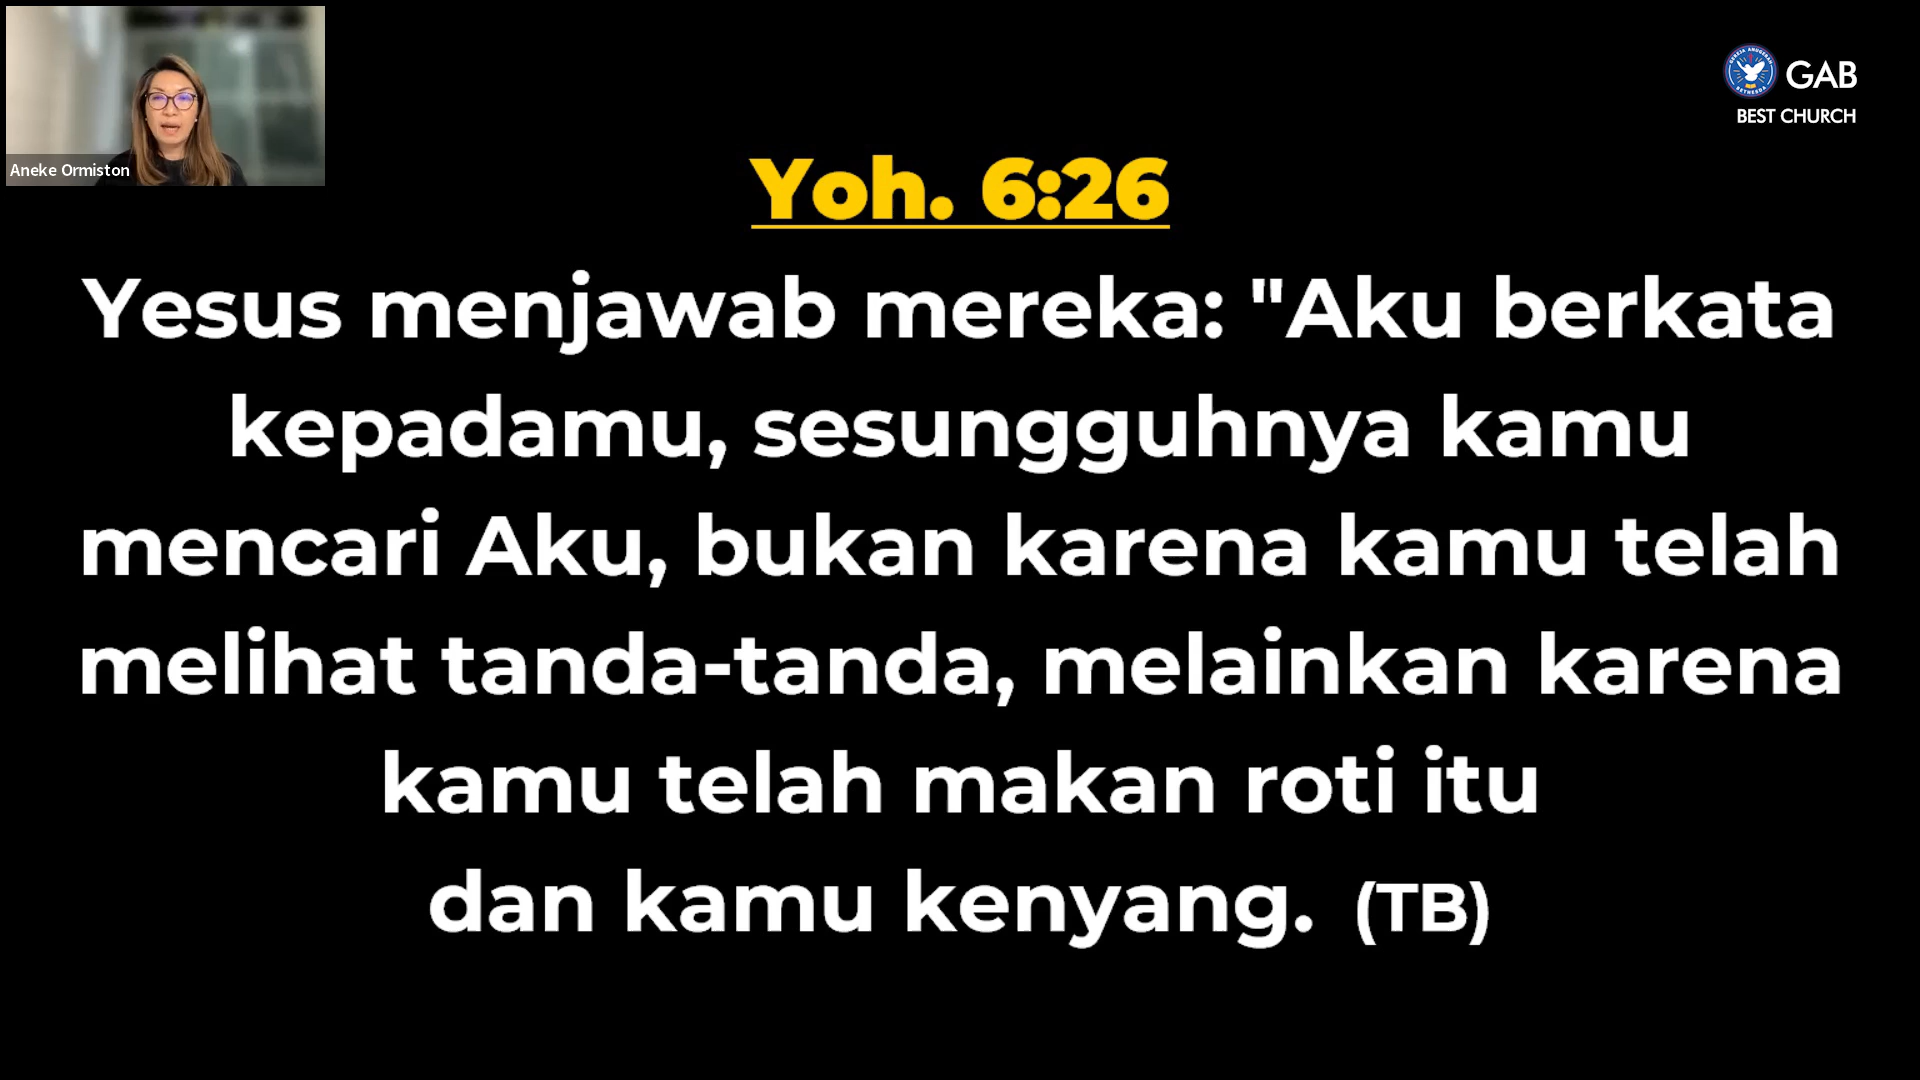 Aneke Ormiston
GAB
BEST CHURCH
Yoh. 6:26
Yesus menjawab mereka: "Aku berkata
kepadamu, sesungguhnya kamu
mencari Aku, bukan karena kamu telah
melihat tanda-tanda, melainkan karena
kamu telah makan roti itu
dan kamu kenyang. (TB)